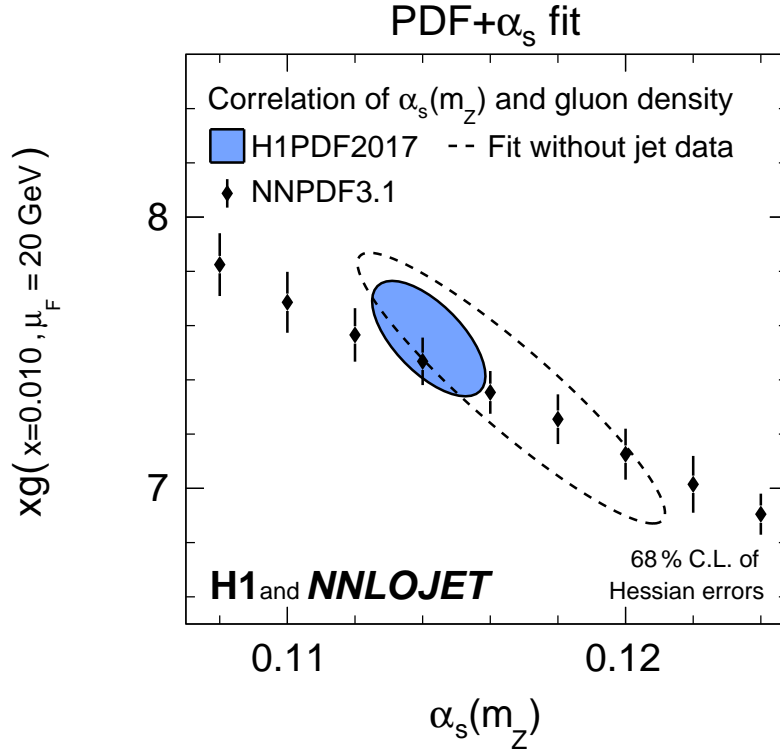 PDF+αs fit
Correlation of αs(mZ) and gluon density
H1PDF2017 Fit without jet data
NNPDF3.1
xg( x=0.010 , μF = 20 GeV)
8
7
68 % C.L. of
H1 and NNLOJET Hessian errors
0.11 0.12
αs(mZ)